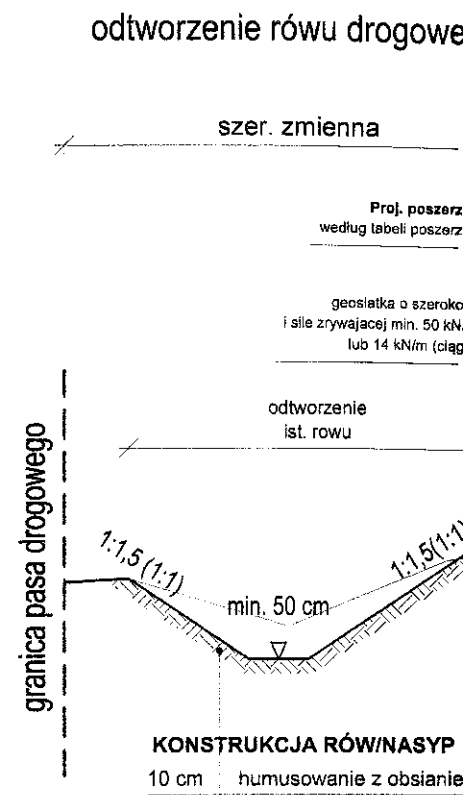 odtworzenie rówu drogowe
szer. zmienna
Proj. poszerz
według tabeli poszerz
geosiatka o szeroko
i sile zrywajacej min. 50 kN
lub 14 kN/m (ciąg
odtworzenie
ist. rowu
granica pasa drogowego
1:1,5 (1:1)
1:1,5(1:1)
min. 50 cm
KONSTRUKCJA RÓW/NASYP
10 cm humusowanie z obsianie